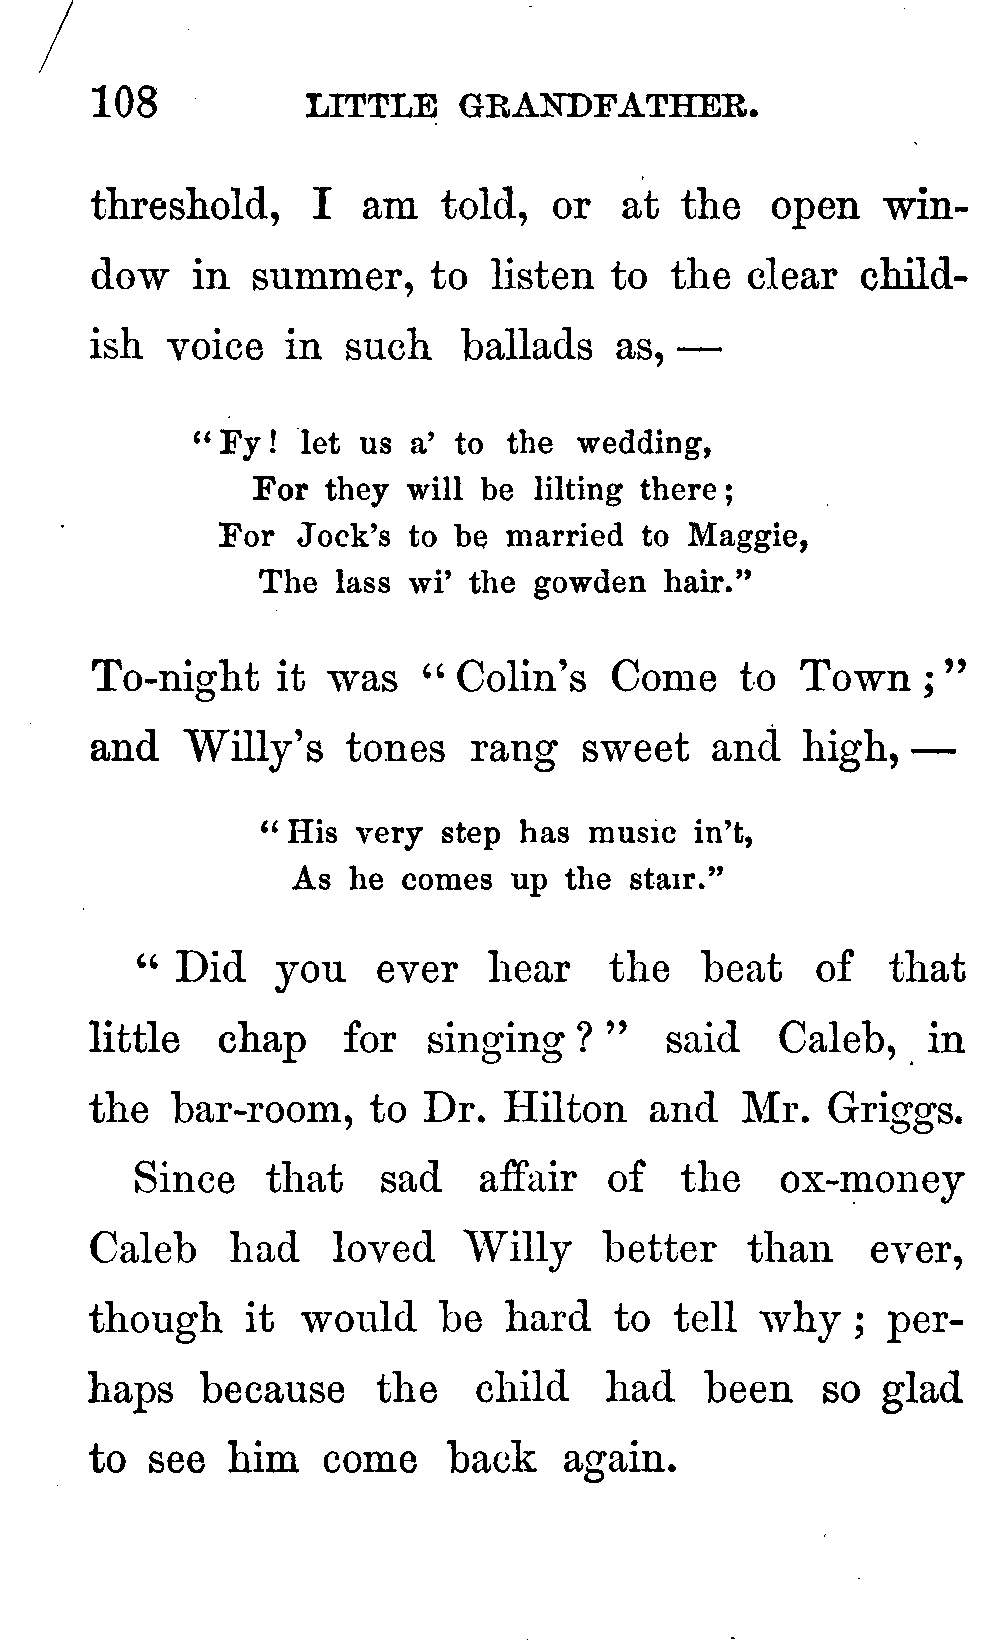 108 LITTLE GRANDFATHER.
threshold, I am told, or at the open win-
dow in summer, to listen to the clear child-
ish voice in such ballads as, —
“Fy! let us a’ to the wedding,
For they will be lilting there;
For Jock’s to be married to Maggie,
The lass wi’ the gowden hair.”
To-night it was “Colin’s Come to Town;”
and Willy’s tones rang sweet and high, —
“His very step has music in’t,
As he comes up the stair.”
“Did you ever hear the beat of that
little chap for singing?” said Caleb, in
the bar-room, to Dr. Hilton and Mr. Griggs.
Since that sad affair of the ox-money
Caleb had loved Willy better than ever,
though it would be hard to tell why; per-
haps because the child had been so glad
to see him come back again.